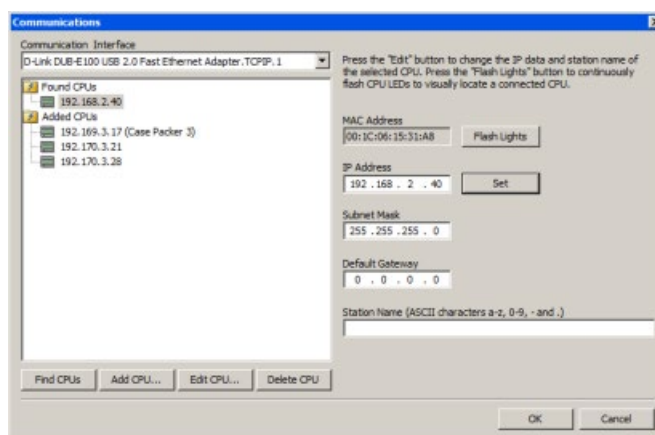 Communications
Communication Interface
D-Link DUB-E100 USB 2.0 Fast Ethernet Adapter.TCPIP.1
Found CPUs
192.168.2.40
Added CPUs
192.169.3.17 (Case Packer 3)
192.170.3.21
192.170.3.28
Find CPUs
Add CPU...
Edit CPU...
Delete CPU
Press the "Edit" button to change the IP data and station name of
the selected CPU. Press the "Flash Lights" button to continuously
flash CPU LEDs to visually locate a connected CPU.
MAC Address
00:1C:06:15:31:A8
Flash Lights
IP Address
192 . 168 . 2 . 40
Set
Subnet Mask
255 . 255 . 255 . 0
Default Gateway
0 . 0 . 0 . 0
Station Name (ASCII characters a-z, 0-9, - and .)
OK
Cancel